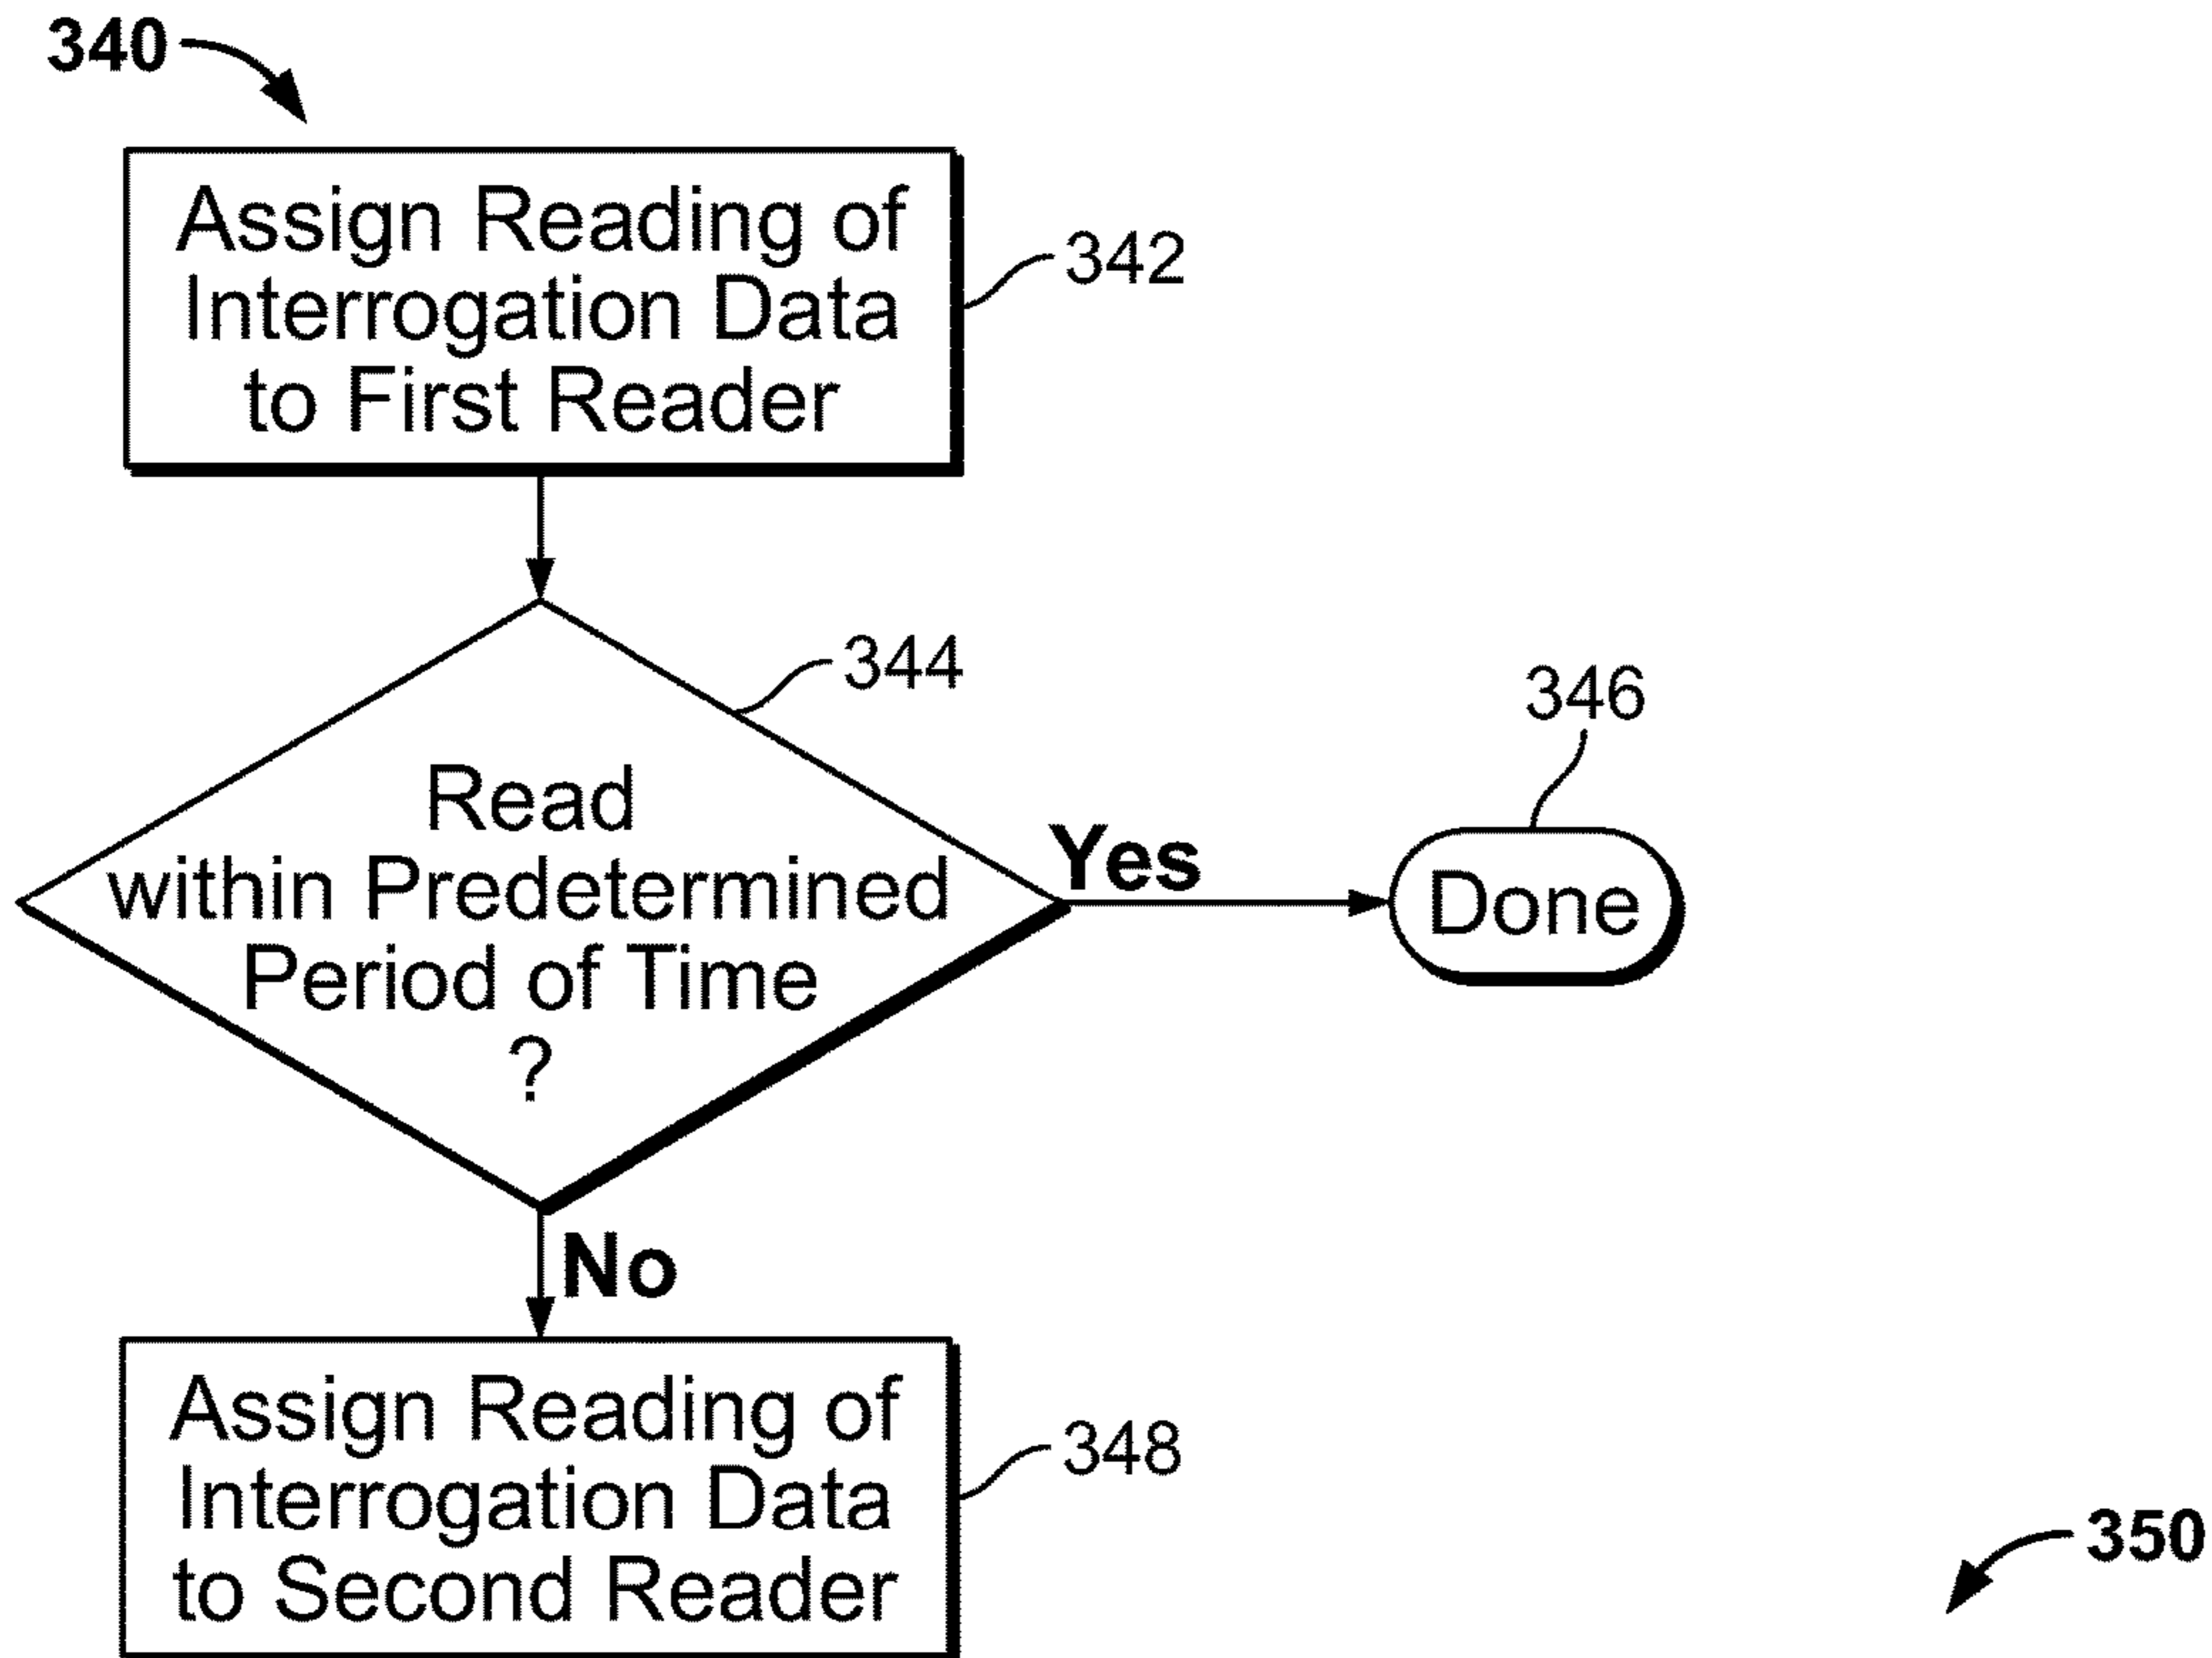 340
Assign Reading of
Interrogation Data
to First Reader
342
344
Read
within Predetermined
Period of Time
?
Yes
346
Done
No
Assign Reading of
Interrogation Data
to Second Reader
348
350